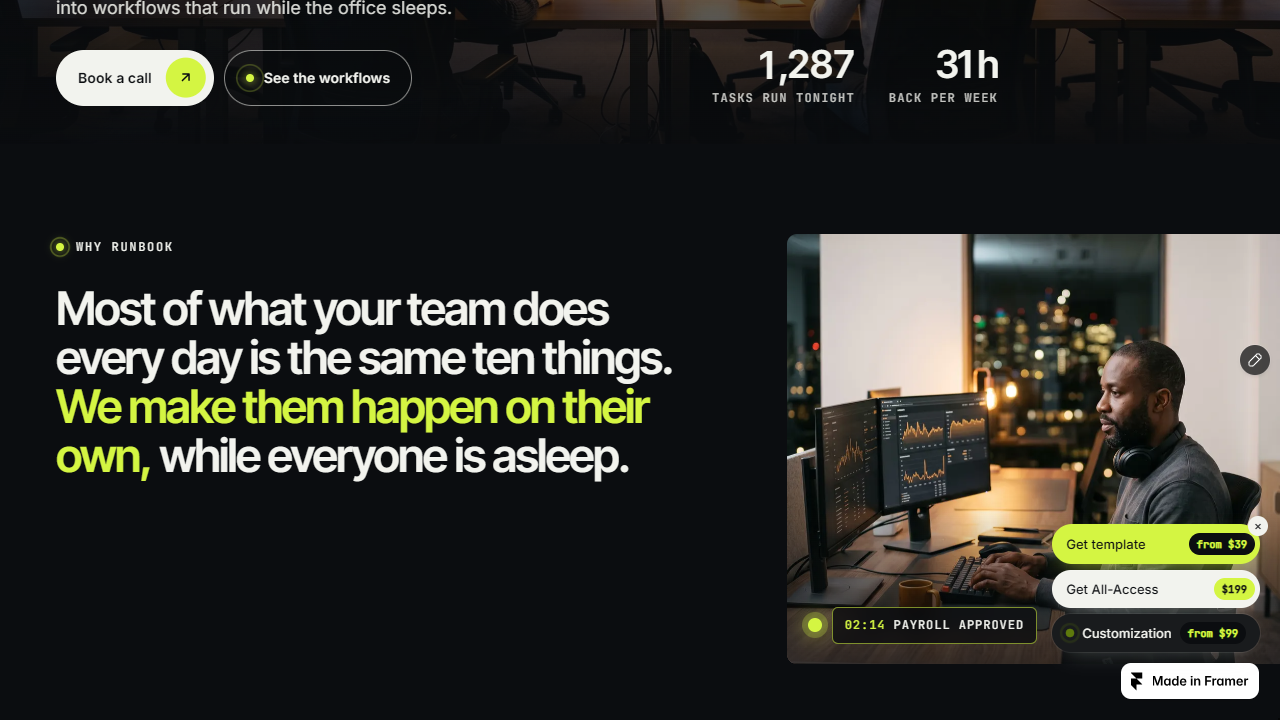 into workflows that run while the office sleeps.
Book a call
See the workflows
1,287
TASKS RUN TONIGHT
31h
BACK PER WEEK
WHY RUNBOOK
Most of what your team does
every day is the same ten things.
We make them happen on their
own, while everyone is asleep.
02:14 PAYROLL APPROVED
Get template
from $39
Get All-Access
$199
Customization
from $99
Made in Framer